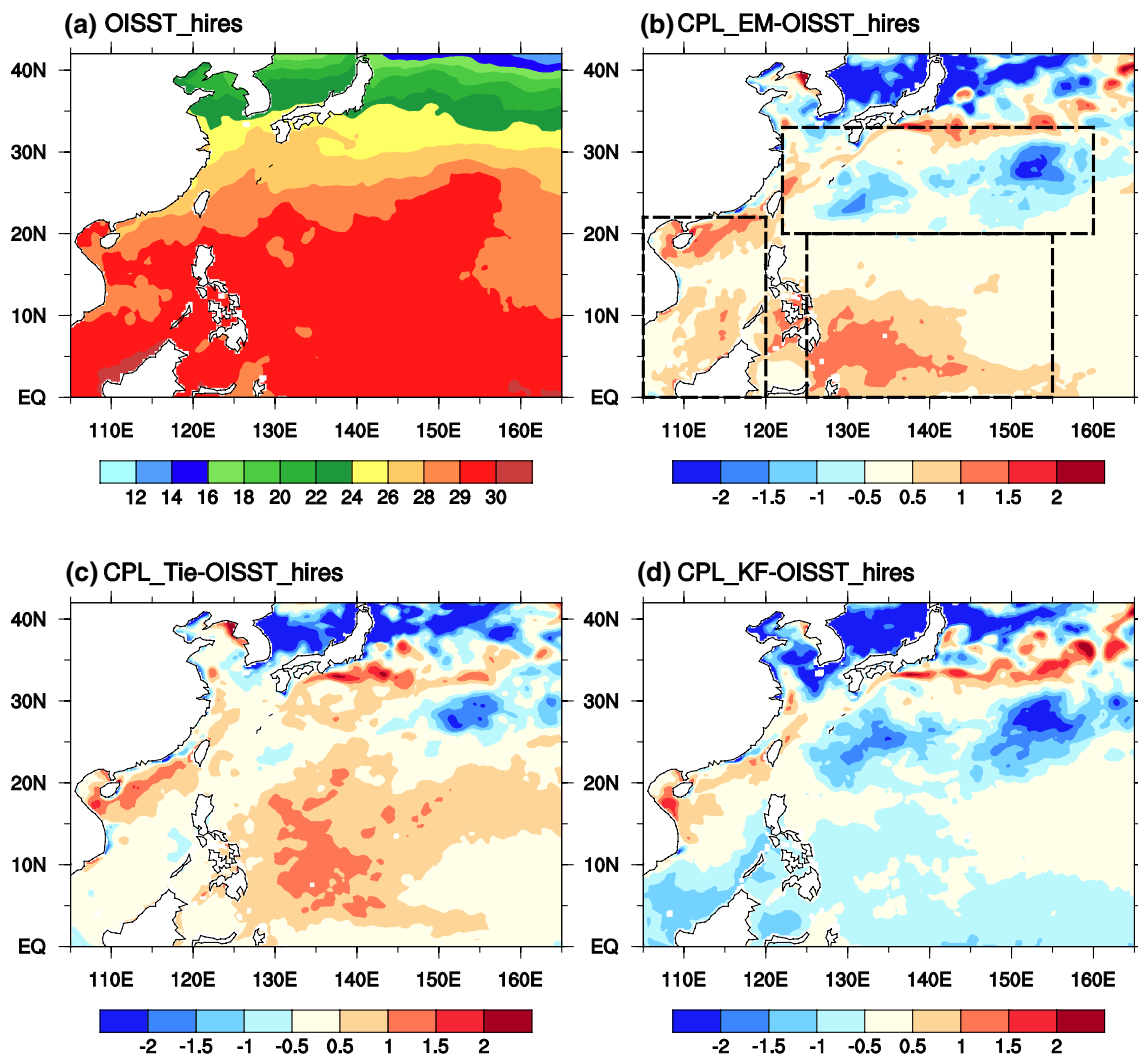 (a) OISST_hires
40N
30N
20N
10N
EQ
110E 120E 130E 140E 150E 160E
12 14 16 18 20 22 24 26 28 29 30
(b) CPL_EM-OISST_hires
40N
30N
20N
10N
EQ
110E 120E 130E 140E 150E 160E
-2 -1.5 -1 -0.5 0.5 1 1.5 2
(c) CPL_Tie-OISST_hires
40N
30N
20N
10N
EQ
110E 120E 130E 140E 150E 160E
-2 -1.5 -1 -0.5 0.5 1 1.5 2
(d) CPL_KF-OISST_hires
40N
30N
20N
10N
EQ
110E 120E 130E 140E 150E 160E
-2 -1.5 -1 -0.5 0.5 1 1.5 2